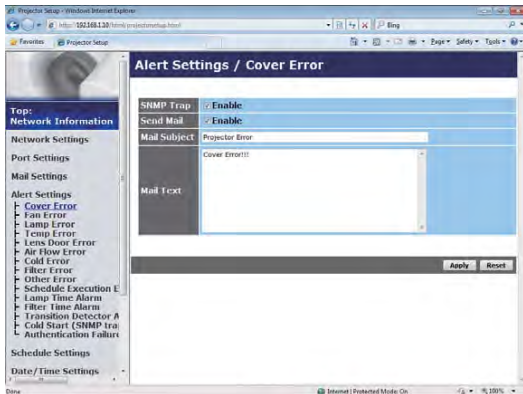 Projector Setup - Windows Internet Explorer
Bing
Favorites
Projector Setup
Page
Safety
Tools
Alert Settings / Cover Error
Top:
Network Information
Network Settings
Port Settings
Mail Settings
Alert Settings
Cover Error
Fan Error
Lamp Error
Temp Error
Lens Door Error
Air Flow Error
Cold Error
Filter Error
Other Error
Schedule Execution E
Lamp Time Alarm
Filter Time Alarm
Transition Detector A
Cold Start (SNMP tra
Authentication Failure
Schedule Settings
Date/Time Settings
SNMP Trap
Enable
Send Mail
Enable
Mail Subject
Projector Error
Mail Text
Cover Error!!!
Apply
Reset
Done
Internet | Protected Mode: On
100%